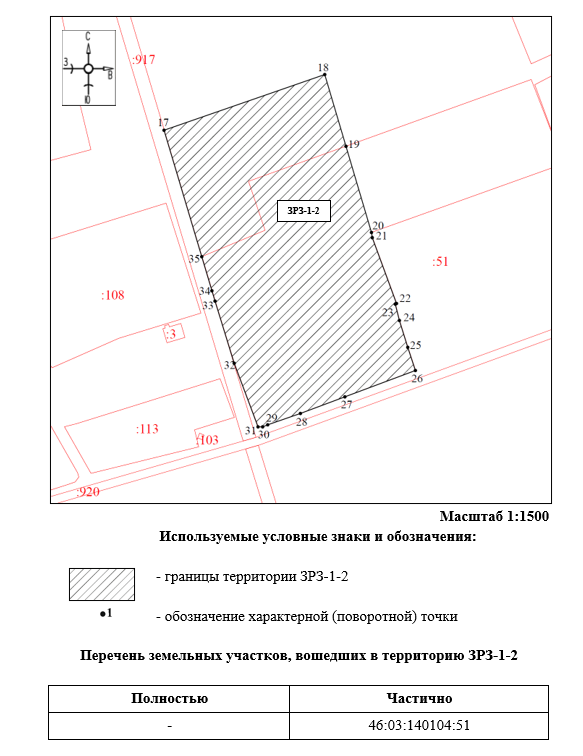 С
З
В
Ю
:917
18
17
19
ЗРЗ-1-2
20
21
:51
35
:108
34
33
22
23
24
:3
25
32
26
27
29
28
31
30
:113
:103
:920
Масштаб 1:1500
Используемые условные знаки и обозначения:
- границы территории ЗРЗ-1-2
1
- обозначение характерной (поворотной) точки
Перечень земельных участков, вошедших в территорию ЗРЗ-1-2
Полностью
Частично
-
46:03:140104:51